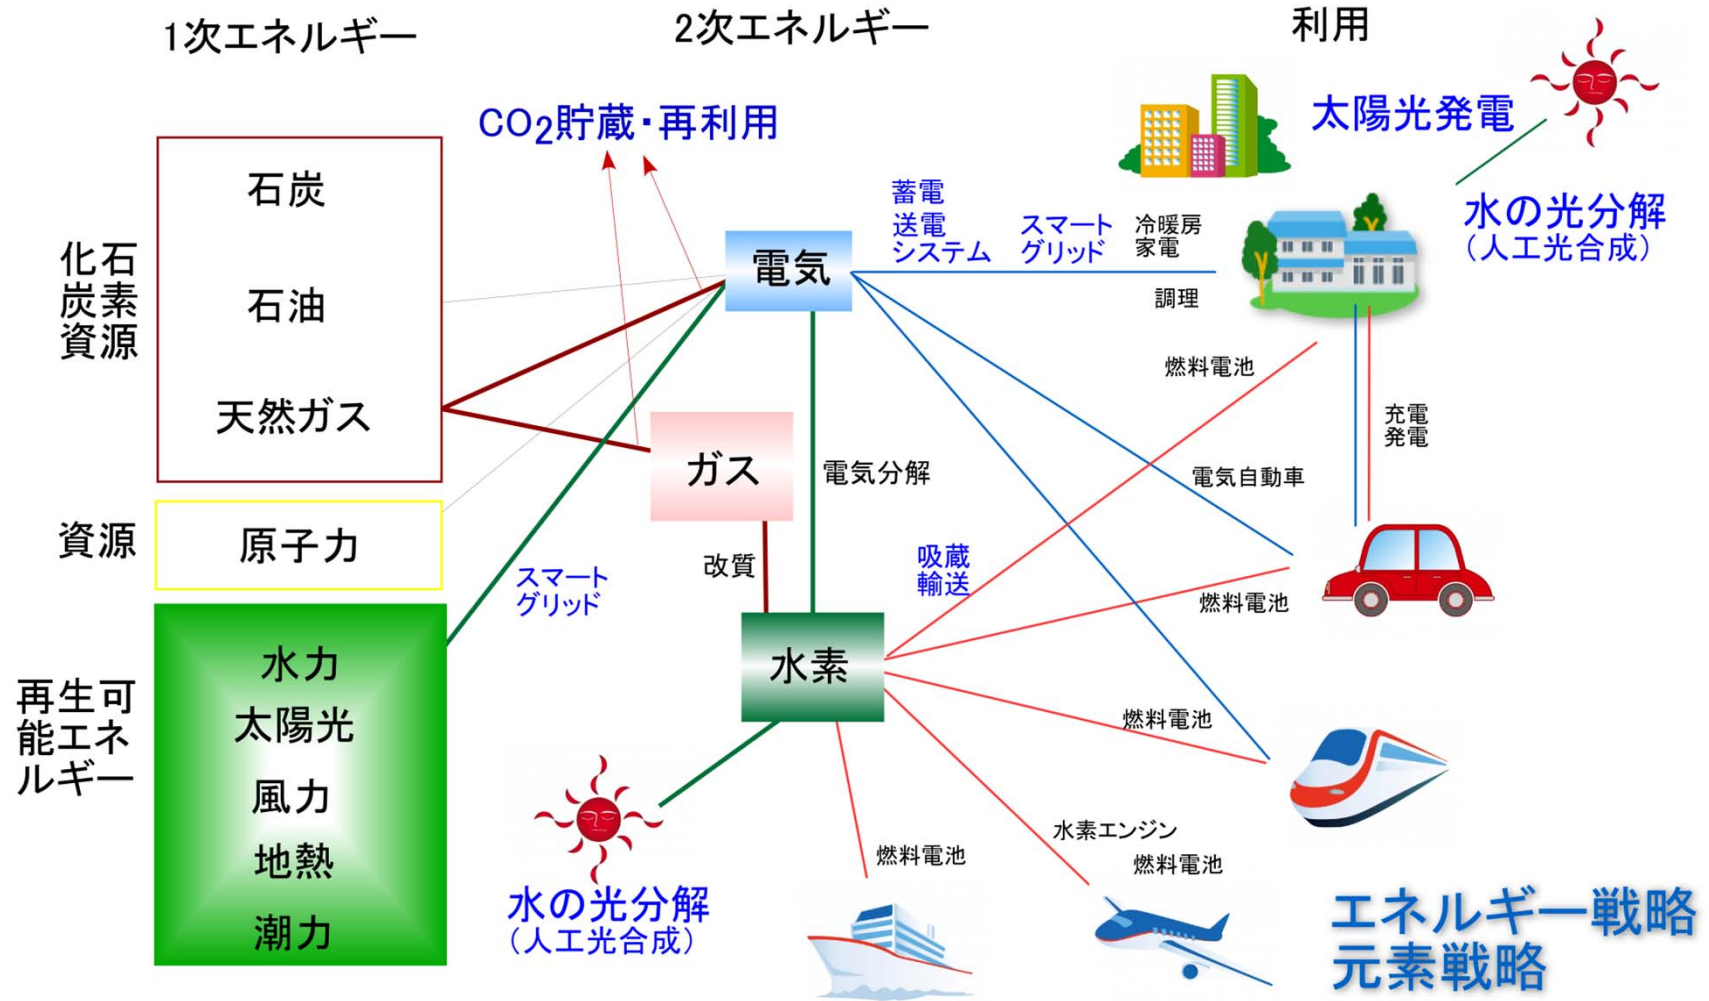 1次エネルギー
2次エネルギー
利用
CO2貯蔵・再利用
太陽光発電
水の光分解
（人工光合成）
化石
炭素
資源
石炭
石油
天然ガス
資源
原子力
再生可
能エネ
ルギー
水力
太陽光
風力
地熱
潮力
スマート
グリッド
電気
ガス
電気分解
改質
水素
水の光分解
（人工光合成）
蓄電
送電
システム
スマート
グリッド
冷暖房
家電
調理
燃料電池
充電
発電
電気自動車
吸蔵
輸送
燃料電池
燃料電池
水素エンジン
燃料電池
燃料電池
エネルギー戦略
元素戦略